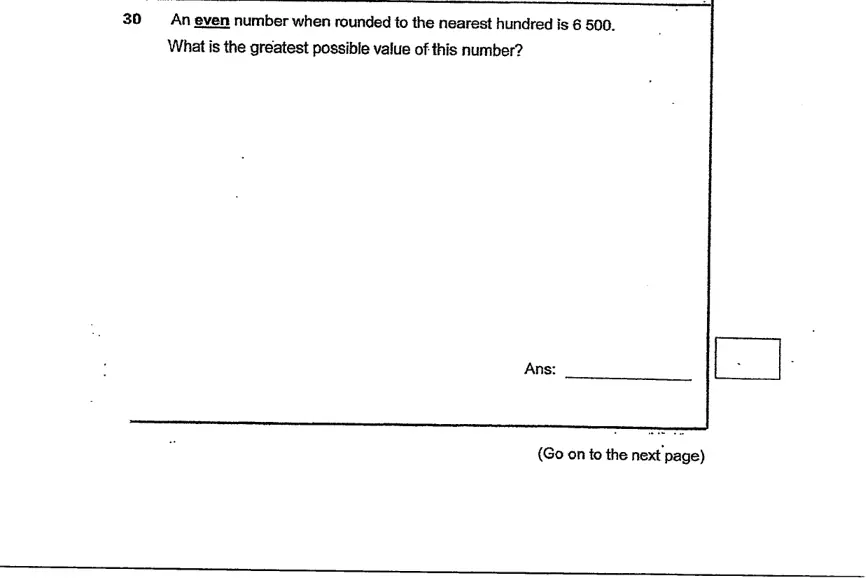 30 An even number when rounded to the nearest hundred is 6 500.
What is the greatest possible value of this number?
Ans:
(Go on to the next page)